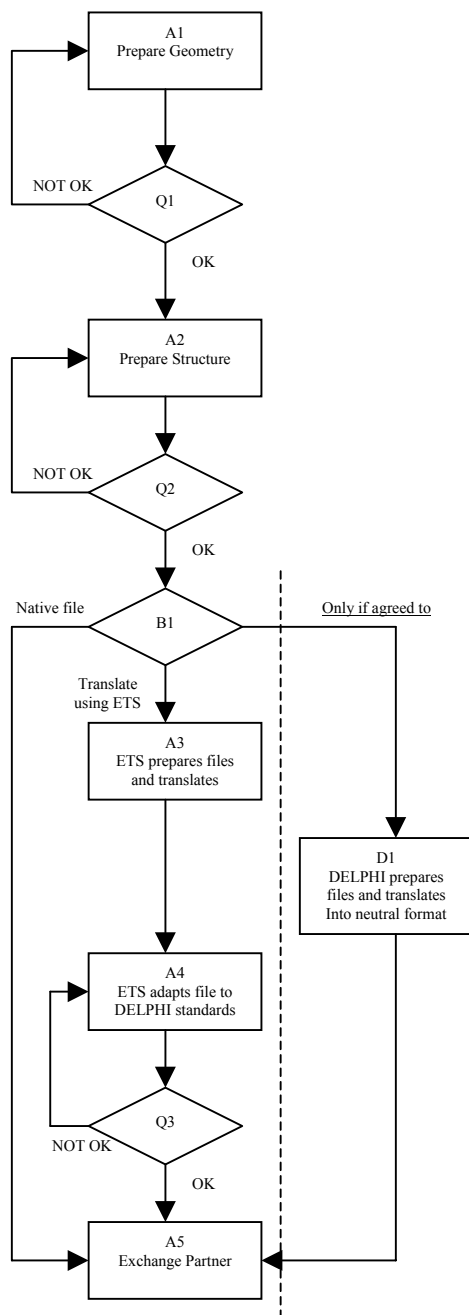 A1
Prepare Geometry
NOT OK
Q1
OK
A2
Prepare Structure
NOT OK
Q2
OK
Native file
B1
Only if agreed to
Translate
using ETS
A3
ETS prepares files
and translates
D1
DELPHI prepares
files and translates
Into neutral format
A4
ETS adapts file to
DELPHI standards
Q3
NOT OK
OK
A5
Exchange Partner